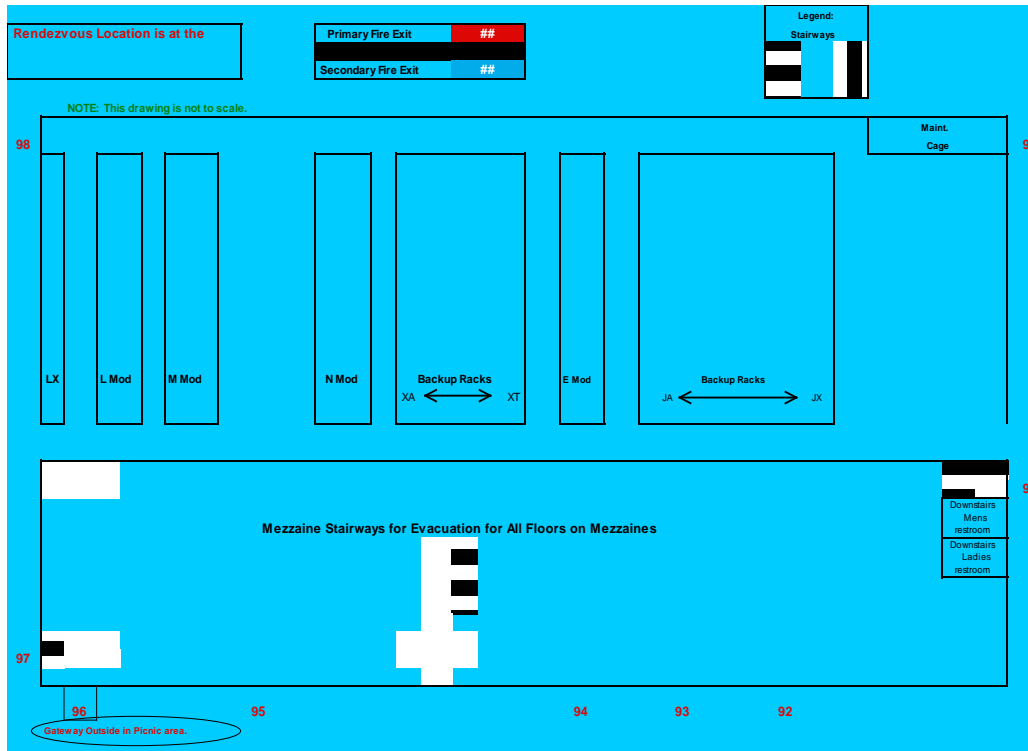 Rendezvous Location is at the
Primary Fire Exit ##
Secondary Fire Exit ##
Legend:
Stairways
NOTE: This drawing is not to scale.
98
Maint.
Cage
9
LX
L Mod
M Mod
N Mod
Backup Racks
XA
XT
E Mod
Backup Racks
JA
JX
9
Downstairs
Mens
restroom
Mezzaine Stairways for Evacuation for All Floors on Mezzaines
Downstairs
Ladies
restroom
97
96
95
94
93
92
Gateway Outside in Picnic area.